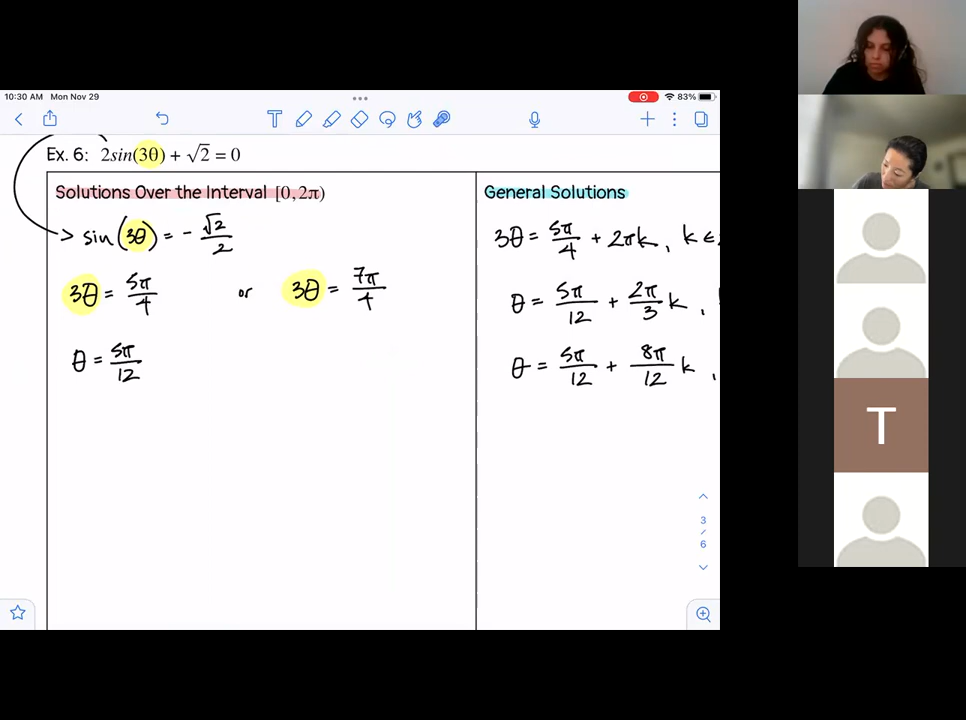 10:30 AM Mon Nov 29
83%
Ex. 6: 2sin(3θ) + √2 = 0
Solutions Over the Interval [0, 2π)
> sin(3θ) = - √2/2
3θ = 5π/4 or 3θ = 7π/4
θ = 5π/12
General Solutions
3θ = 5π/4 + 2πk, k ∈
θ = 5π/12 + 2π/3 k,
θ = 5π/12 + 8π/12 k,
3
/
6
T